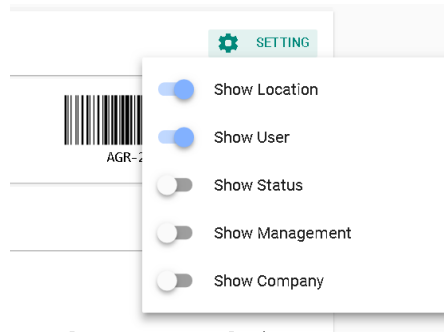 SETTING
Show Location
Show User
AGR-2
Show Status
Show Management
Show Company